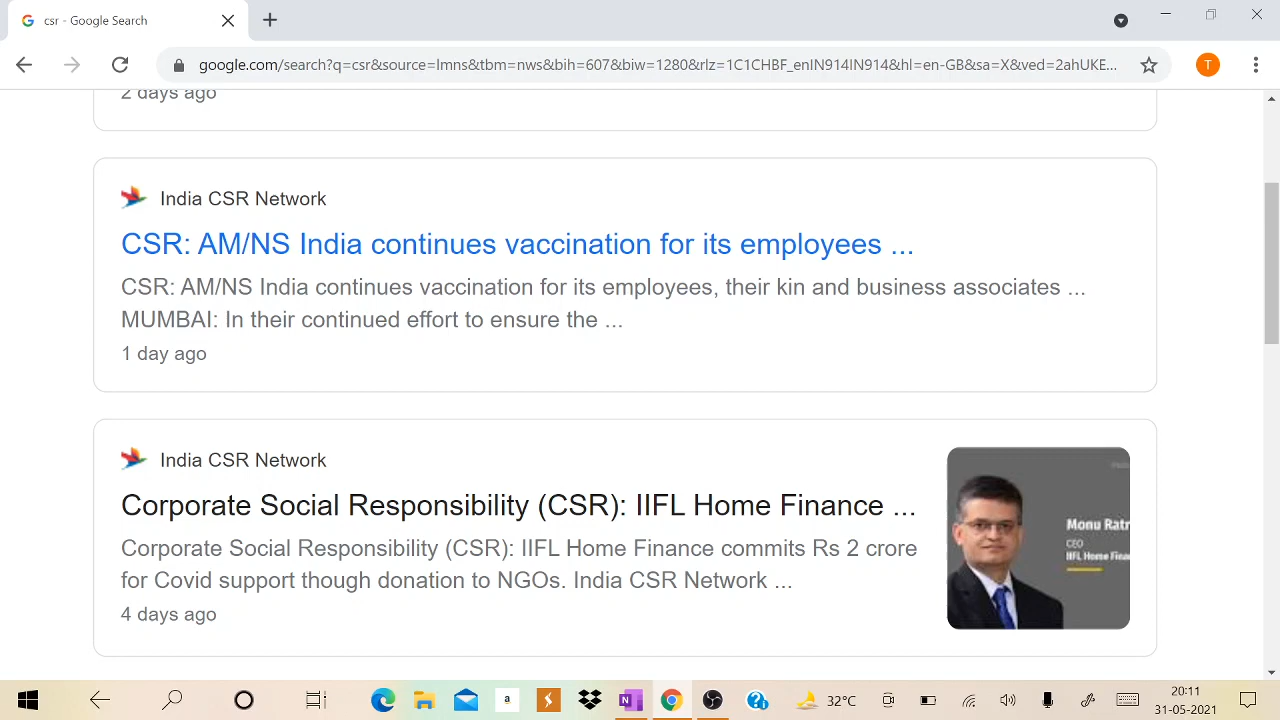 csr - Google Search
google.com/search?q=csr&source=lmns&tbm=nws&bih=607&biw=1280&rlz=1C1CHBF_enIN914IN914&hl=en-GB&sa=X&ved=2ahUKE...
T
2 days ago
India CSR Network
CSR: AM/NS India continues vaccination for its employees ...
CSR: AM/NS India continues vaccination for its employees, their kin and business associates ...
MUMBAI: In their continued effort to ensure the ...
1 day ago
India CSR Network
Corporate Social Responsibility (CSR): IIFL Home Finance ...
Corporate Social Responsibility (CSR): IIFL Home Finance commits Rs 2 crore
for Covid support though donation to NGOs. India CSR Network ...
4 days ago
Monu Ratr
CEO
IIFL Home Finan
a
N
32°C
20:11
31-05-2021